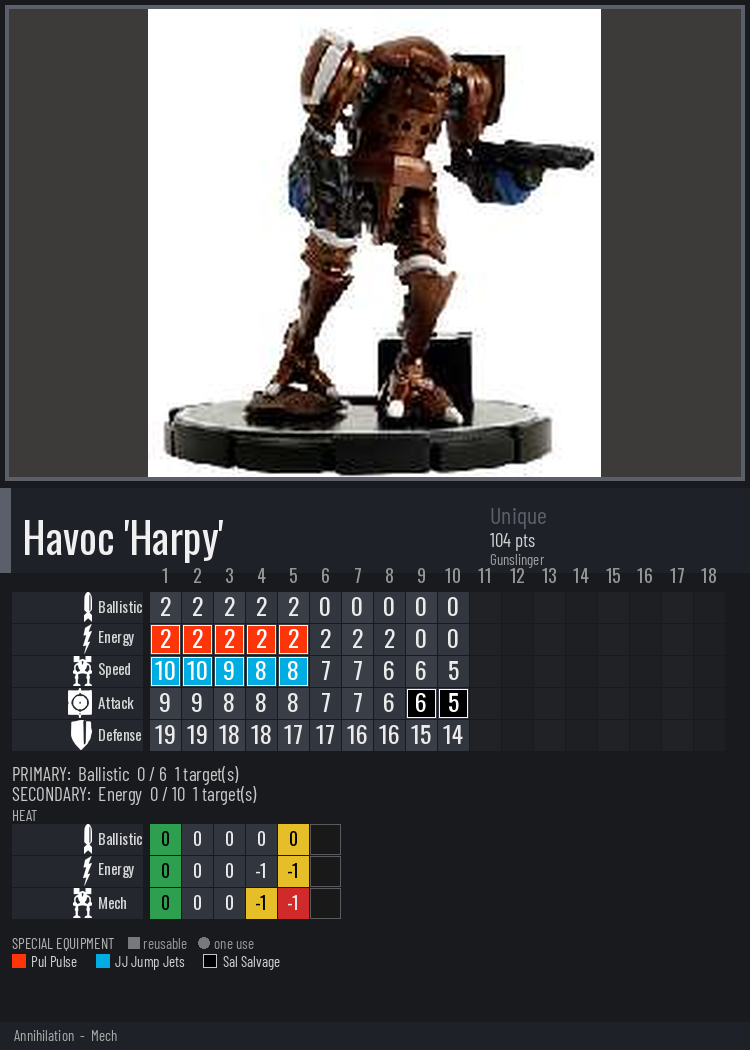 Havoc 'Harpy'
Unique
104 pts
Gunslinger
1 2 3 4 5 6 7 8 9 10 11 12 13 14 15 16 17 18
Ballistic 2 2 2 2 2 0 0 0 0 0
Energy 2 2 2 2 2 2 2 2 0 0
Speed 10 10 9 8 8 7 7 6 6 5
Attack 9 9 8 8 8 7 7 6 6 5
Defense 19 19 18 18 17 17 16 16 15 14
PRIMARY: Ballistic 0 / 6 1 target(s)
SECONDARY: Energy 0 / 10 1 target(s)
HEAT
Ballistic 0 0 0 0 0
Energy 0 0 0 -1 -1
Mech 0 0 0 -1 -1
SPECIAL EQUIPMENT reusable one use
Pul Pulse JJ Jump Jets Sal Salvage
Annihilation - Mech